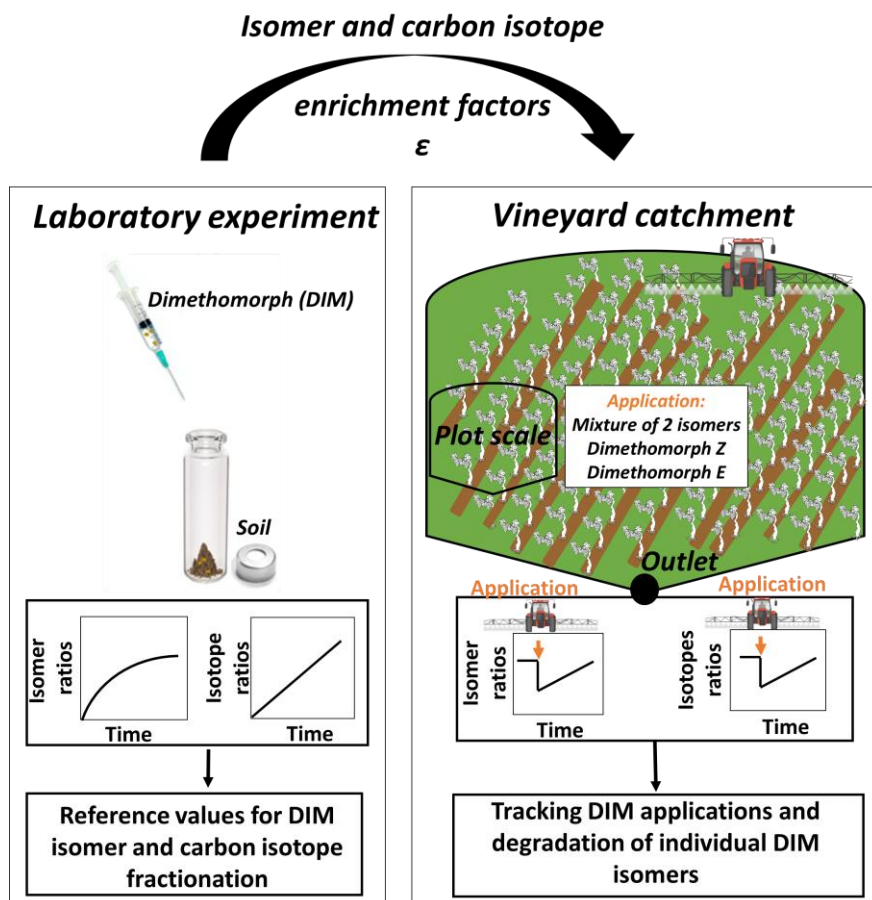 Isomer and carbon isotope
enrichment factors
ε
Laboratory experiment
Dimethomorph (DIM)
Soil
Isomer
ratios
Time
Isotope
ratios
Time
Reference values for DIM
isomer and carbon isotope
fractionation
Vineyard catchment
Plot scale
Application:
Mixture of 2 isomers
Dimethomorph Z
Dimethomorph E
Outlet
Application
Application
Isomer
ratios
Time
Isotopes
ratios
Time
Tracking DIM applications and
degradation of individual DIM
isomers